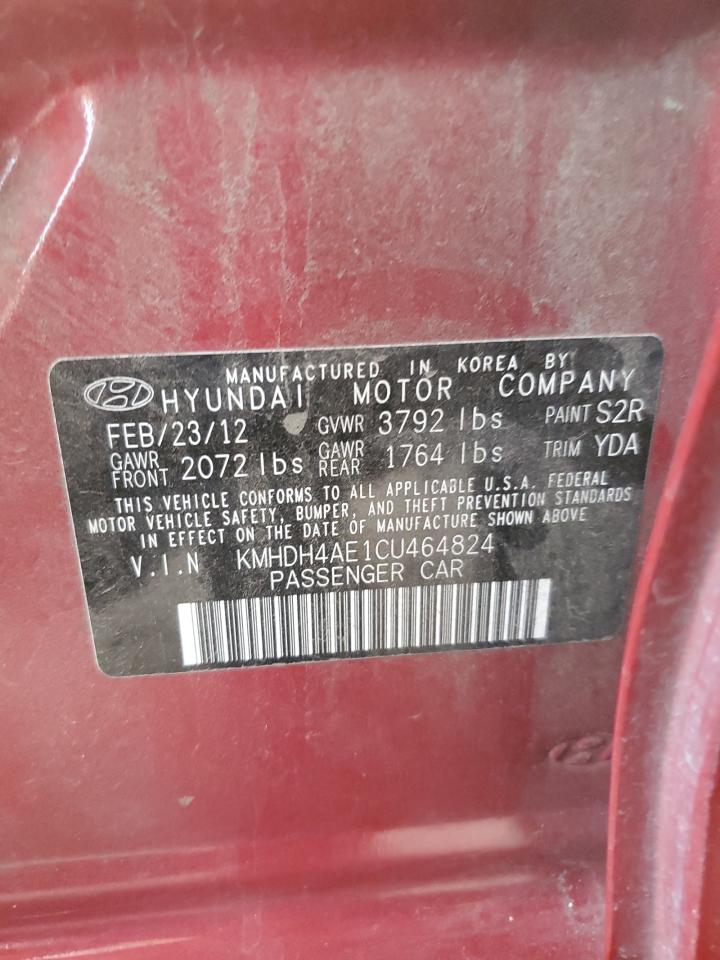 MANUFACTURED IN KOREA BY
HYUNDAI MOTOR COMPANY
FEB/23/12 GVWR 3792 lbs PAINT S2R
GAWR FRONT 2072 lbs GAWR REAR 1764 lbs TRIM YDA
THIS VEHICLE CONFORMS TO ALL APPLICABLE U.S.A. FEDERAL
MOTOR VEHICLE SAFETY, BUMPER, AND THEFT PREVENTION STANDARDS
IN EFFECT ON THE DATE OF MANUFACTURE SHOWN ABOVE
V.I.N KMHDH4AE1CU464824
PASSENGER CAR